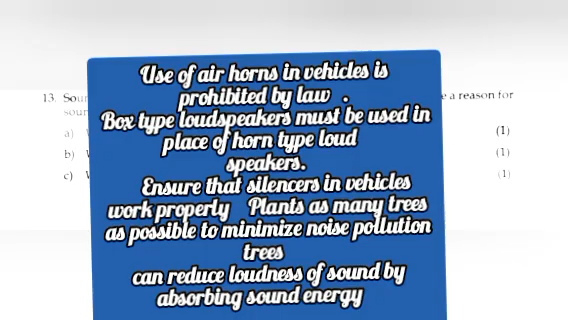 Use of air horns in vehicles is
prohibited by law .
13. Sour
e a reason for
sour
Box type loudspeakers must be used in
a)
(1)
place of horn type loud
b)
(1)
speakers.
c)
(1)
Ensure that silencers in vehicles
work properly Plants as many trees
as possible to minimize noise pollution
trees
can reduce loudness of sound by
absorbing sound energy